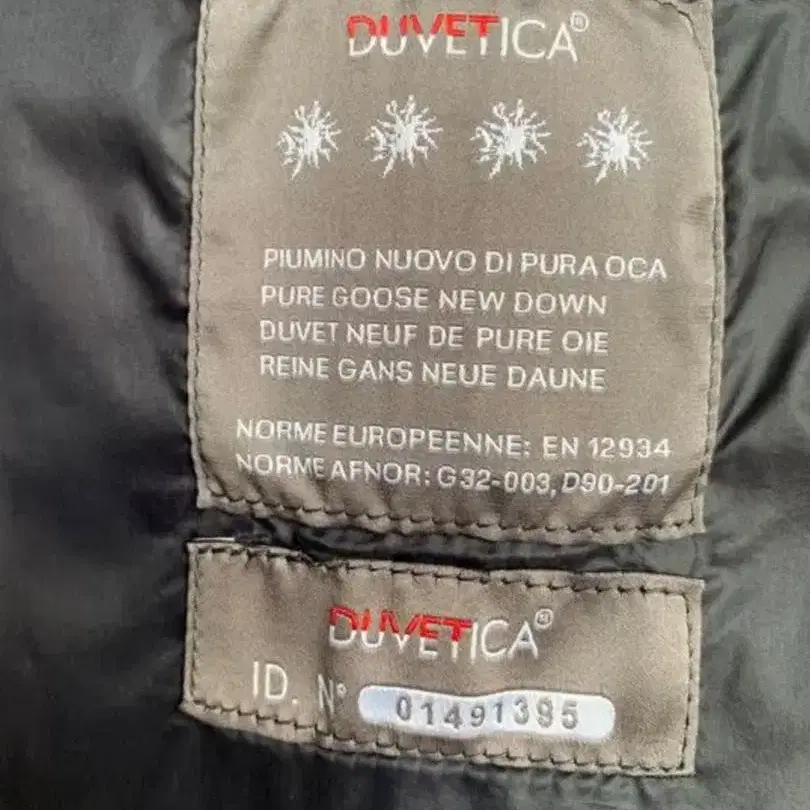 DUVETICA®
PIUMINO NUOVO DI PURA OCA
PURE GOOSE NEW DOWN
DUVET NEUF DE PURE OIE
REINE GANS NEUE DAUNE
NORME EUROPEENNE: EN 12934
NORME AFNOR: G32-003, D90-201
DUVETICA®
ID. N° 01491395